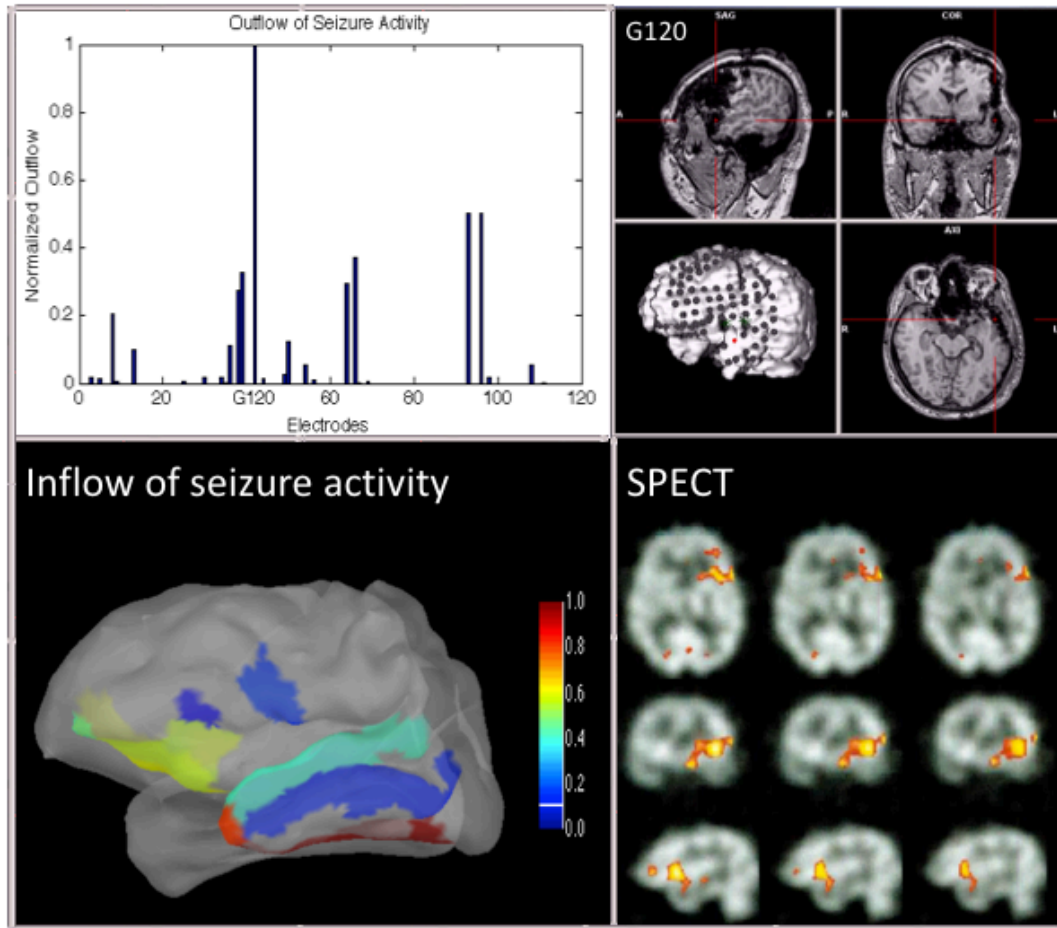 Outflow of Seizure Activity
1
0.8
0.6
0.4
0.2
0
Normalized Outflow
0 20 G120 60 80 100 120
Electrodes
G120
SAG
A P
COR
R L
AXI
R L
Inflow of seizure activity
1.0
0.8
0.6
0.4
0.2
0.0
SPECT